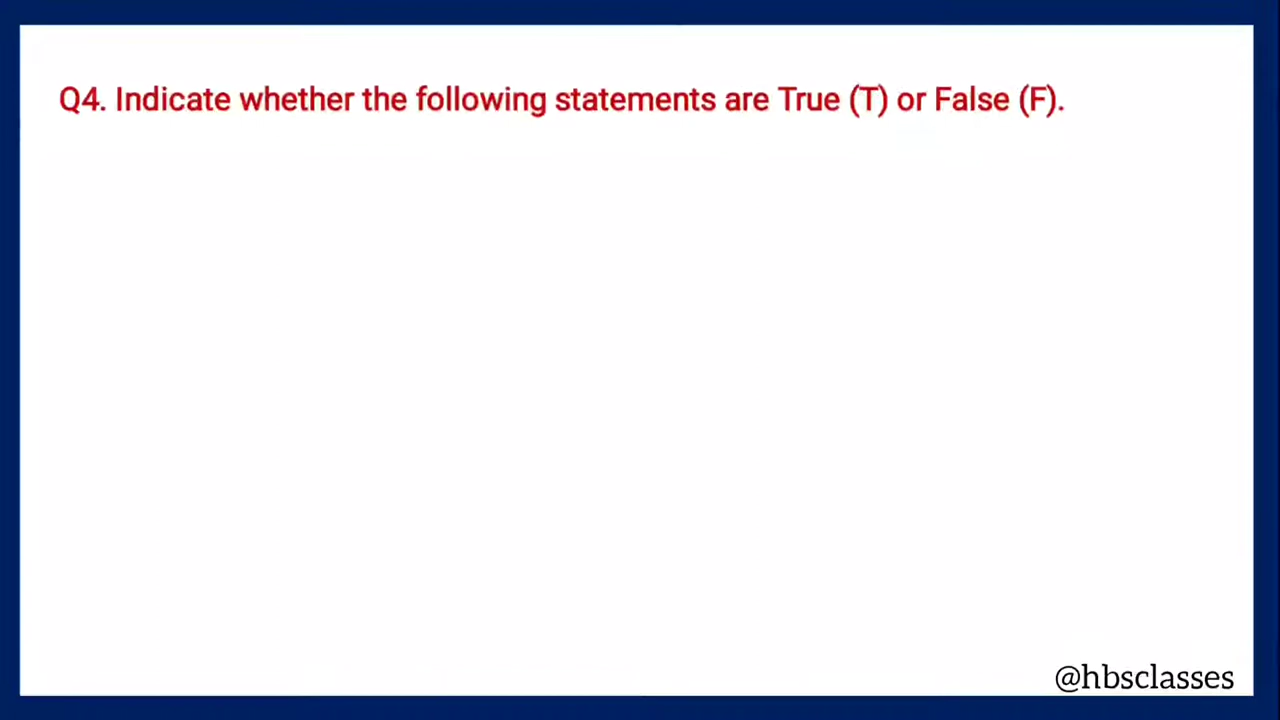 Q4. Indicate whether the following statements are True (T) or False (F).
@hbsclasses